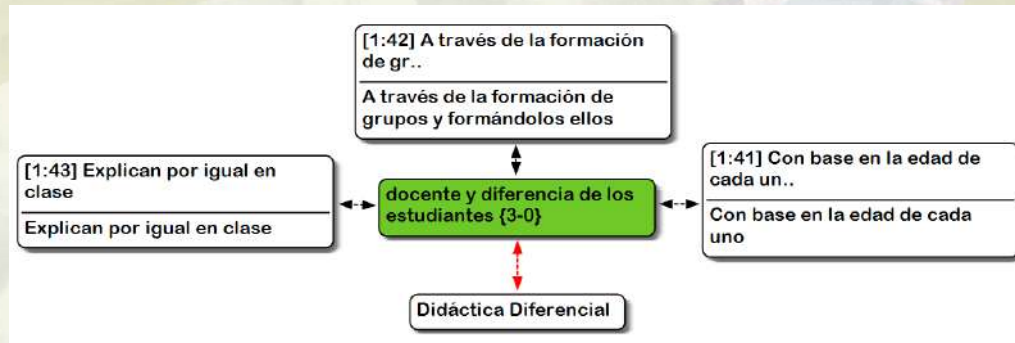 [1:42] A través de la formación
de gr..
A través de la formación de
grupos y formándolos ellos
[1:43] Explican por igual en
clase
Explican por igual en clase
docente y diferencia de los
estudiantes {3-0}
[1:41] Con base en la edad de
cada un..
Con base en la edad de cada
uno
Didáctica Diferencial